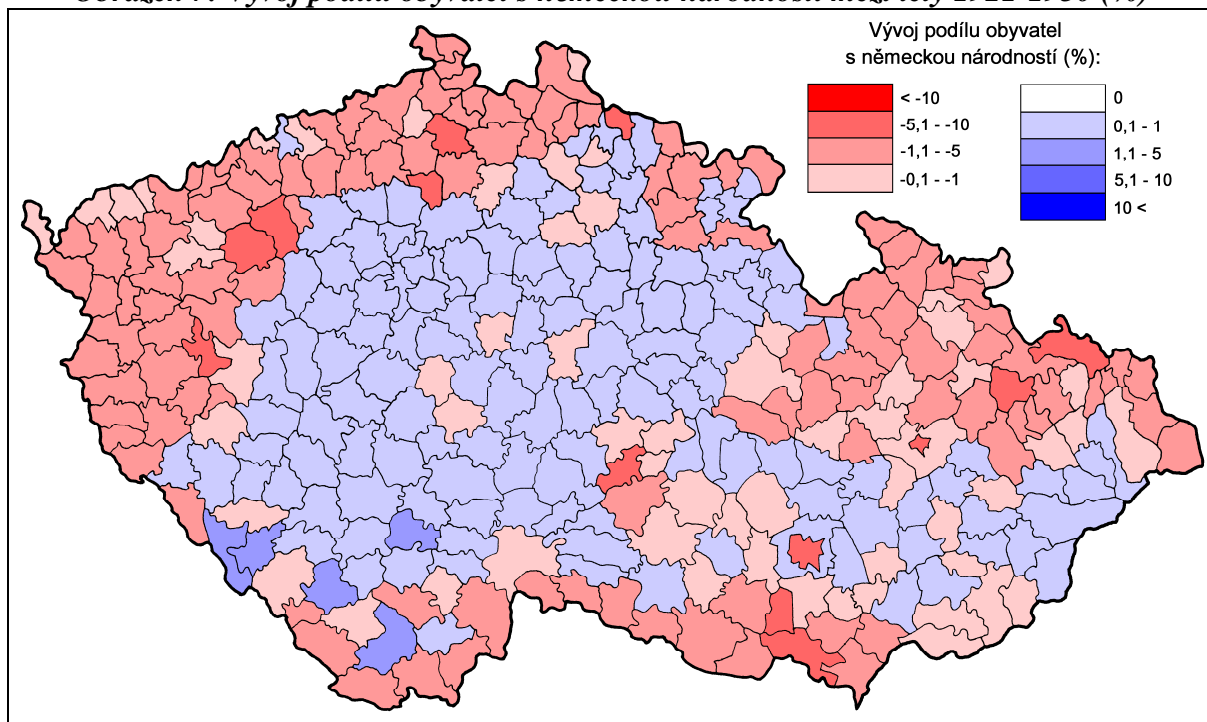 Vývoj podílu obyvatel
s německou národností (%):
< -10
-5,1 - -10
-1,1 - -5
-0,1 - -1
0
0,1 - 1
1,1 - 5
5,1 - 10
10 <